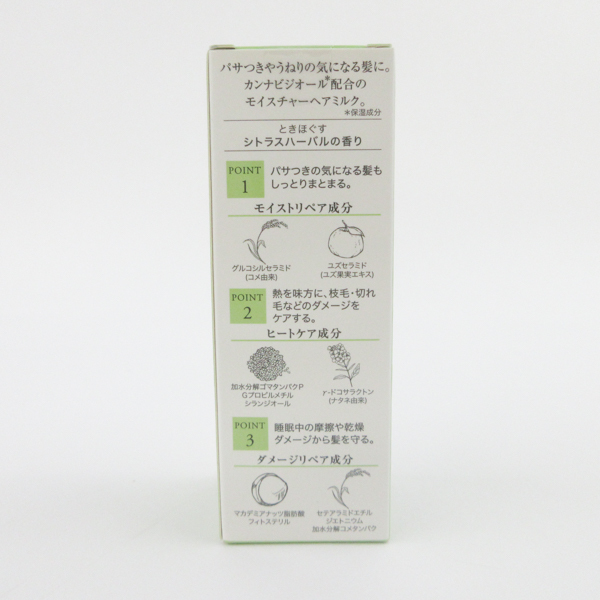 パサつきやうねりの気になる髪に。
カンナビジオール*配合の
モイスチャーヘアミルク。
*保湿成分
ときほぐす
シトラスハーバルの香り
POINT
1
パサつきの気になる髪も
しっとりまとまる。
モイストリペア成分
グルコシルセラミド
(コメ由来)
ユズセラミド
(ユズ果実エキス)
POINT
2
熱を味方に、枝毛・切れ
毛などのダメージを
ケアする。
ヒートケア成分
加水分解ゴマタンパクP
Gプロピルメチル
シランジオール
γ-ドコサラクトン
(ナタネ由来)
POINT
3
睡眠中の摩擦や乾燥
ダメージから髪を守る。
ダメージリペア成分
マカデミアナッツ脂肪酸
フィトステリル
セテアラミドエチル
ジエトニウム
加水分解コメタンパク